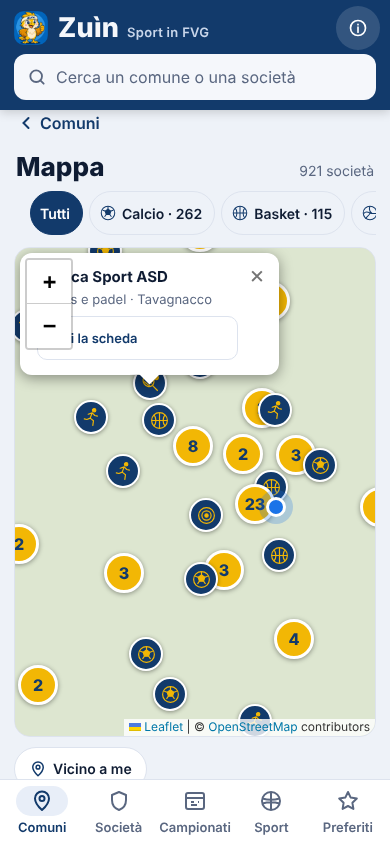 Zuìn Sport in FVG
Cerca un comune o una società
Comuni
Mappa
921 società
Tutti
Calcio · 262
Basket · 115
Sport ASD
e padel · Tavagnacco
la scheda
+
−
8
2
3
23
2
3
3
4
2
Leaflet | © OpenStreetMap contributors
Vicino a me
Comuni
Società
Campionati
Sport
Preferiti